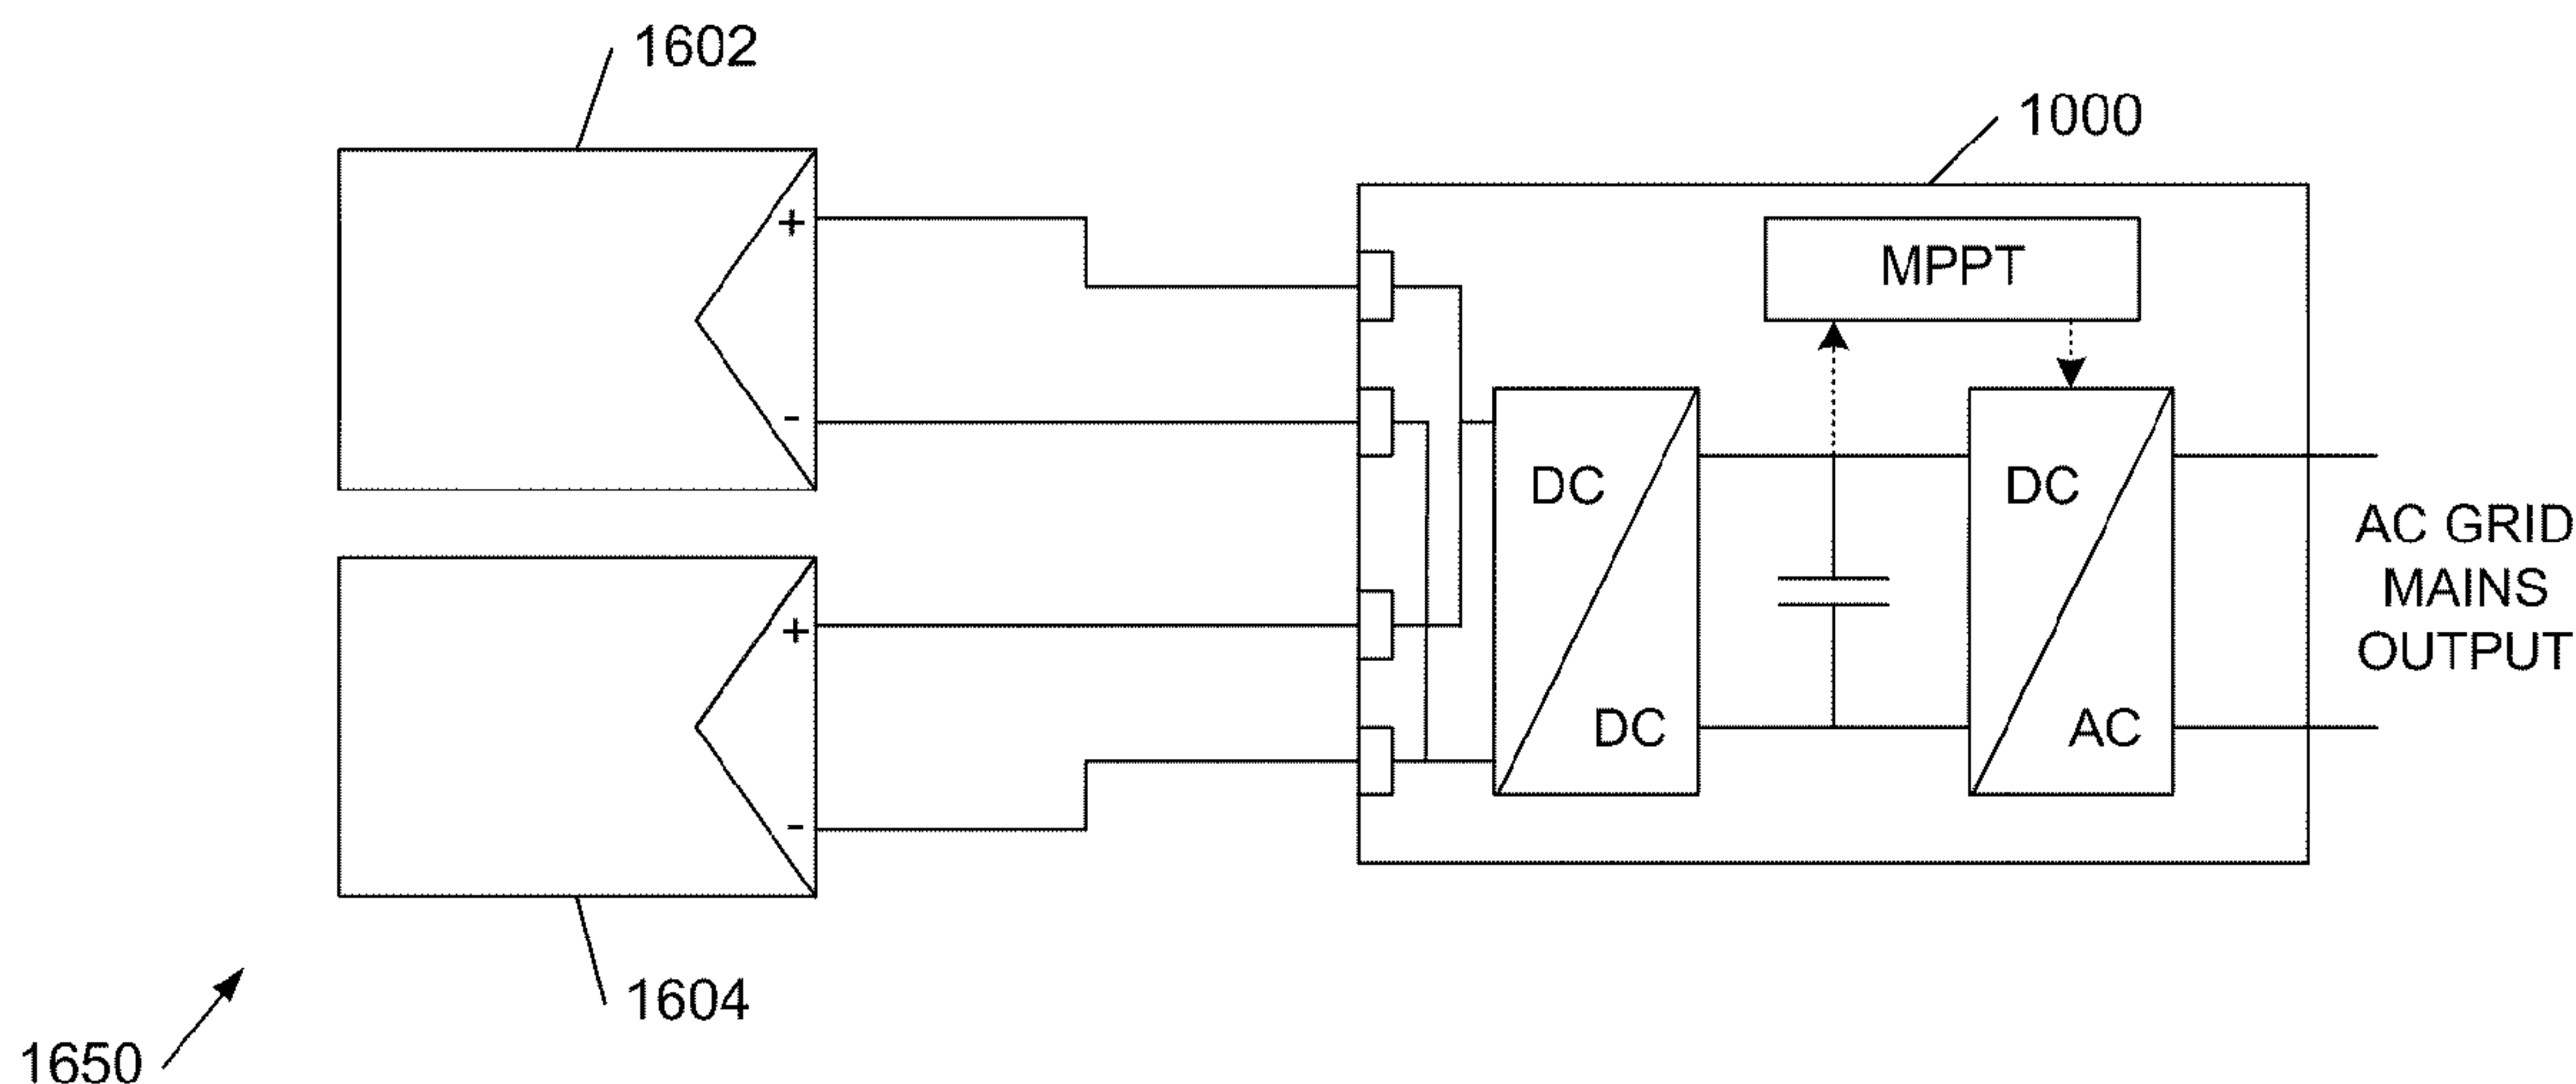 1602
1000
+
MPPT
-
DC
DC
AC GRID
MAINS
OUTPUT
+
DC
AC
-
1604
1650